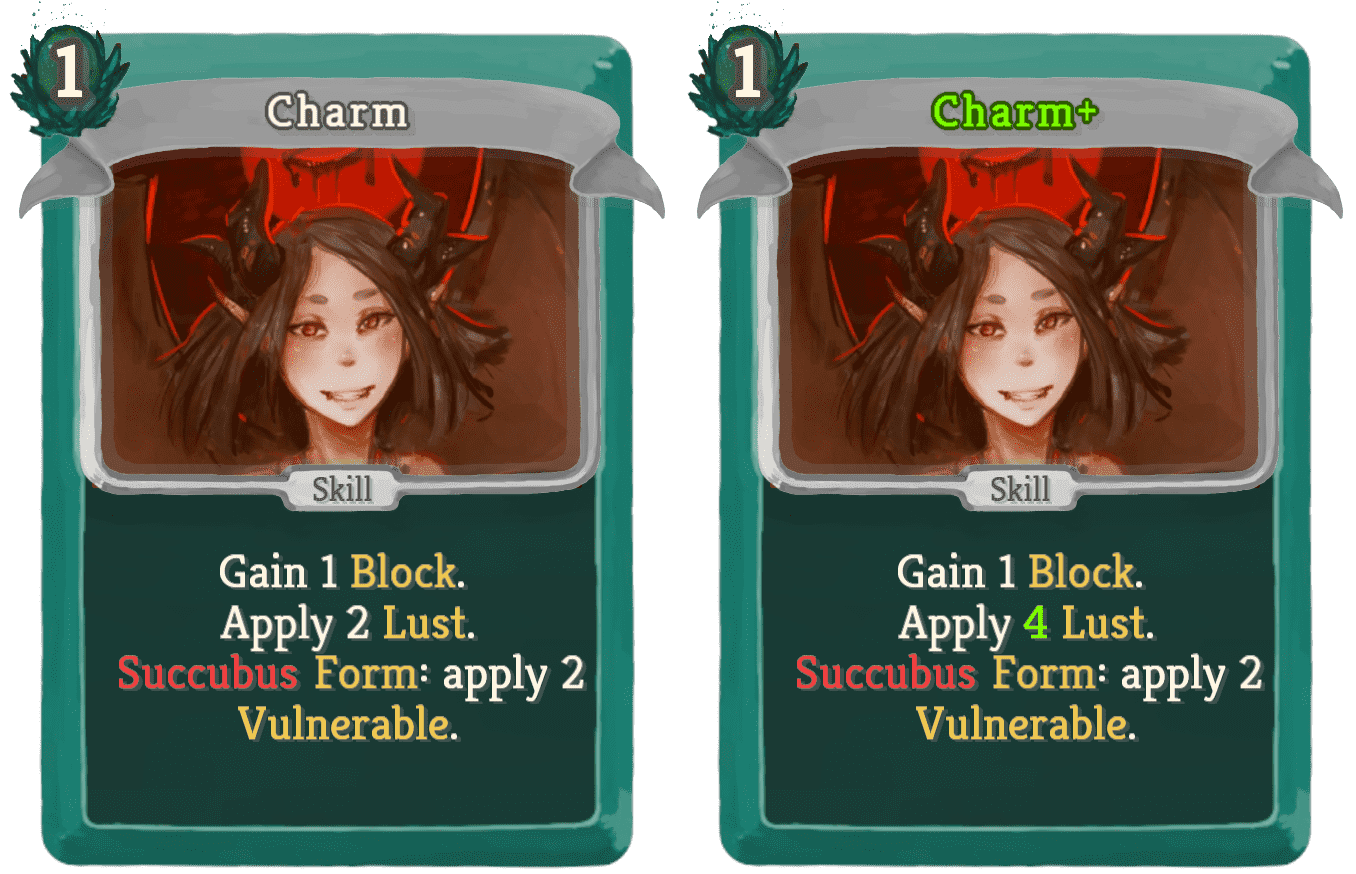 1
Charm
Skill
Gain 1 Block.
Apply 2 Lust.
Succubus Form: apply 2
Vulnerable.
1
Charm+
Skill
Gain 1 Block.
Apply 4 Lust.
Succubus Form: apply 2
Vulnerable.